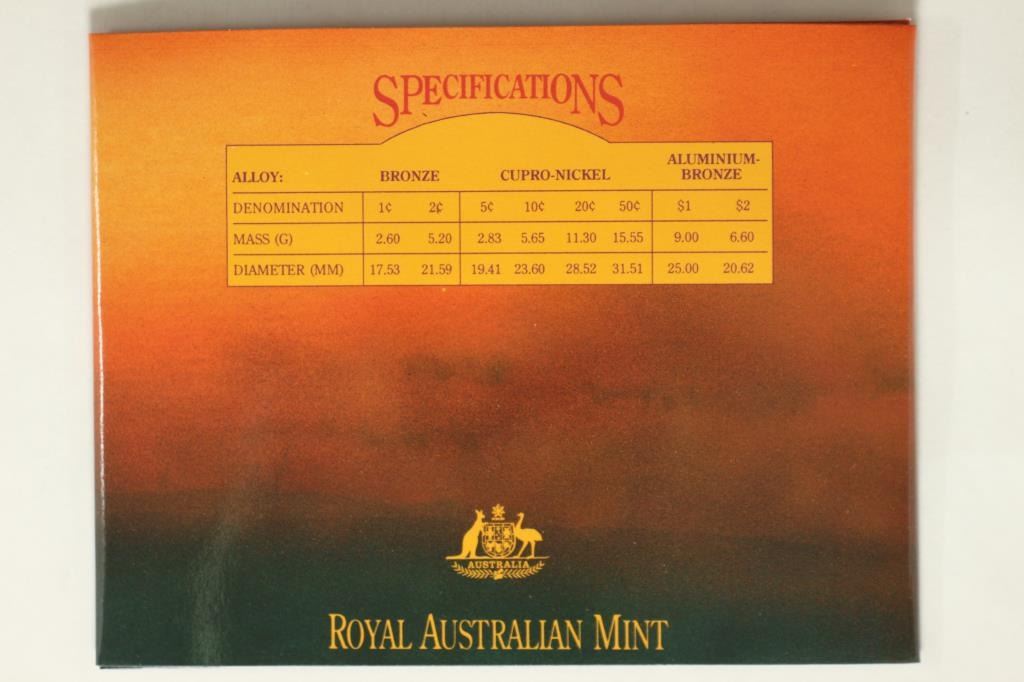 SPECIFICATIONS
ALLOY: BRONZE CUPRO-NICKEL ALUMINIUM-
BRONZE
DENOMINATION 1¢ 2¢ 5¢ 10¢ 20¢ 50¢ $1 $2
MASS (G) 2.60 5.20 2.83 5.65 11.30 15.55 9.00 6.60
DIAMETER (MM) 17.53 21.59 19.41 23.60 28.52 31.51 25.00 20.62
AUSTRALIA
ROYAL AUSTRALIAN MINT